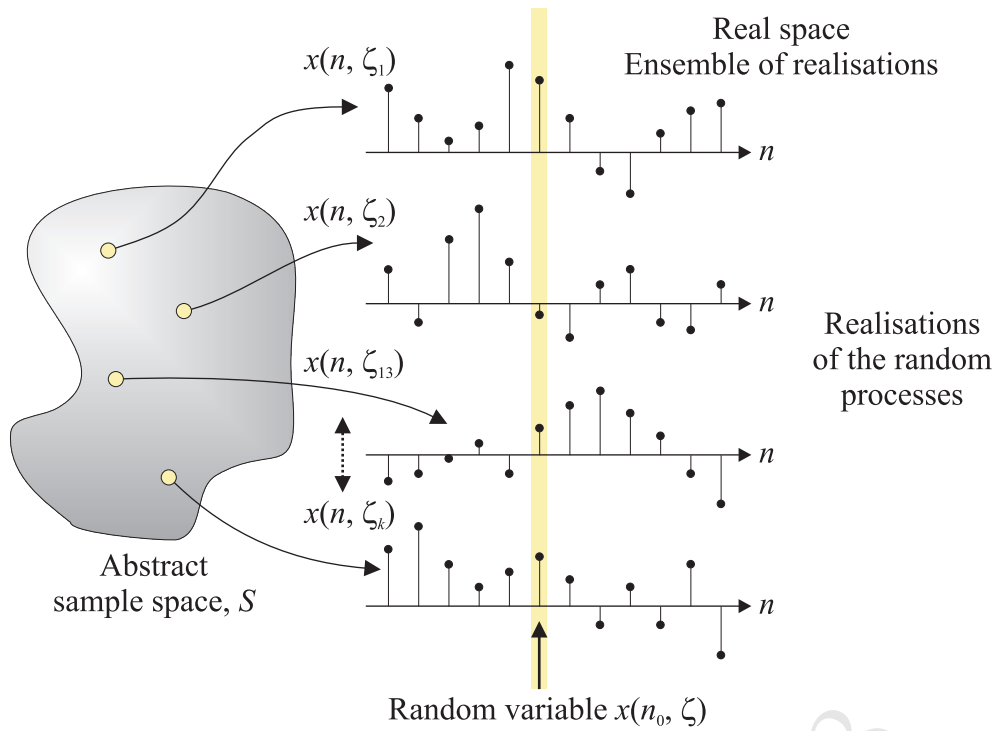 Real space
Ensemble of realisations
x(n, ζ₁)
n
x(n, ζ₂)
n
Realisations
of the random
processes
x(n, ζ₁₃)
n
x(n, ζₖ)
n
Abstract
sample space, S
Random variable x(n₀, ζ)